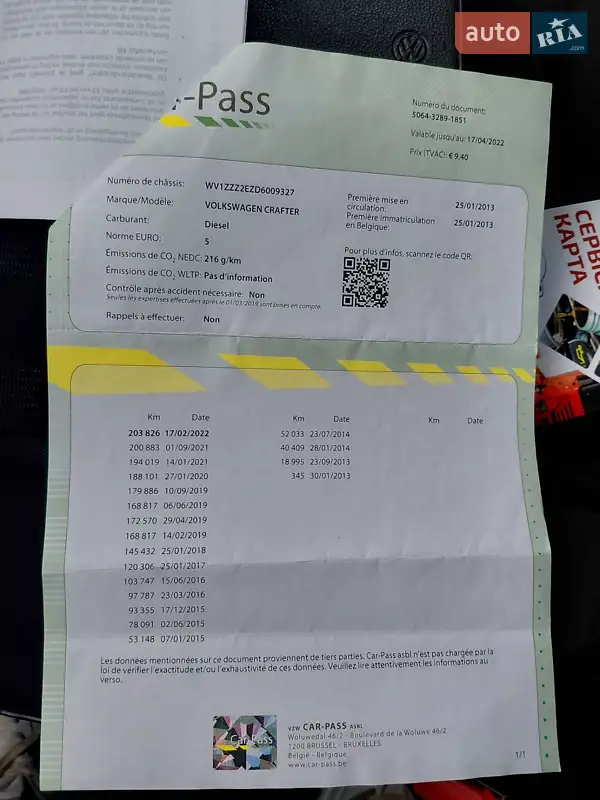 auto RIA .com
-Pass
Numéro du document:
5064-3289-1851
Valable jusqu'au: 17/04/2022
Prix (TVAC): € 9,40
Numéro de châssis: WV1ZZZ2EZD6009327
Marque/Modèle: VOLKSWAGEN CRAFTER
Carburant: Diesel
Norme EURO: 5
Émissions de CO2 NEDC: 216 g/km
Émissions de CO2 WLTP: Pas d'information
Contrôle après accident nécessaire: Non
Seules les expertises effectuées après le 01/03/2019 sont prises en compte.
Rappels à effectuer: Non
Première mise en
circulation: 25/01/2013
Première immatriculation
en Belgique: 25/01/2013
Pour plus d'infos, scannez le code QR:
СЕРВІС
КАРТА
Km Date
203 826 17/02/2022
200 883 01/09/2021
194 019 14/01/2021
188 101 27/01/2020
179 886 10/09/2019
168 817 06/06/2019
172 570 29/04/2019
168 817 14/02/2019
145 432 25/01/2018
120 306 25/01/2017
103 747 15/06/2016
97 787 23/03/2016
93 355 17/12/2015
78 091 02/06/2015
53 148 07/01/2015
Km Date
52 033 23/07/2014
40 409 28/01/2014
18 995 23/09/2013
345 30/01/2013
Km Date
Les données mentionnées sur ce document proviennent de tiers parties. Car-Pass asbl n'est pas chargée par la
loi de vérifier l'exactitude et/ou l'exhaustivité de ces données. Veuillez lire attentivement les informations au
verso.
Car-Pass
VZW CAR-PASS ASBL
Woluwedal 46/2 - Boulevard de la Woluwe 46/2
1200 BRUSSEL - BRUXELLES
België - Belgique
www.car-pass.be
1/1